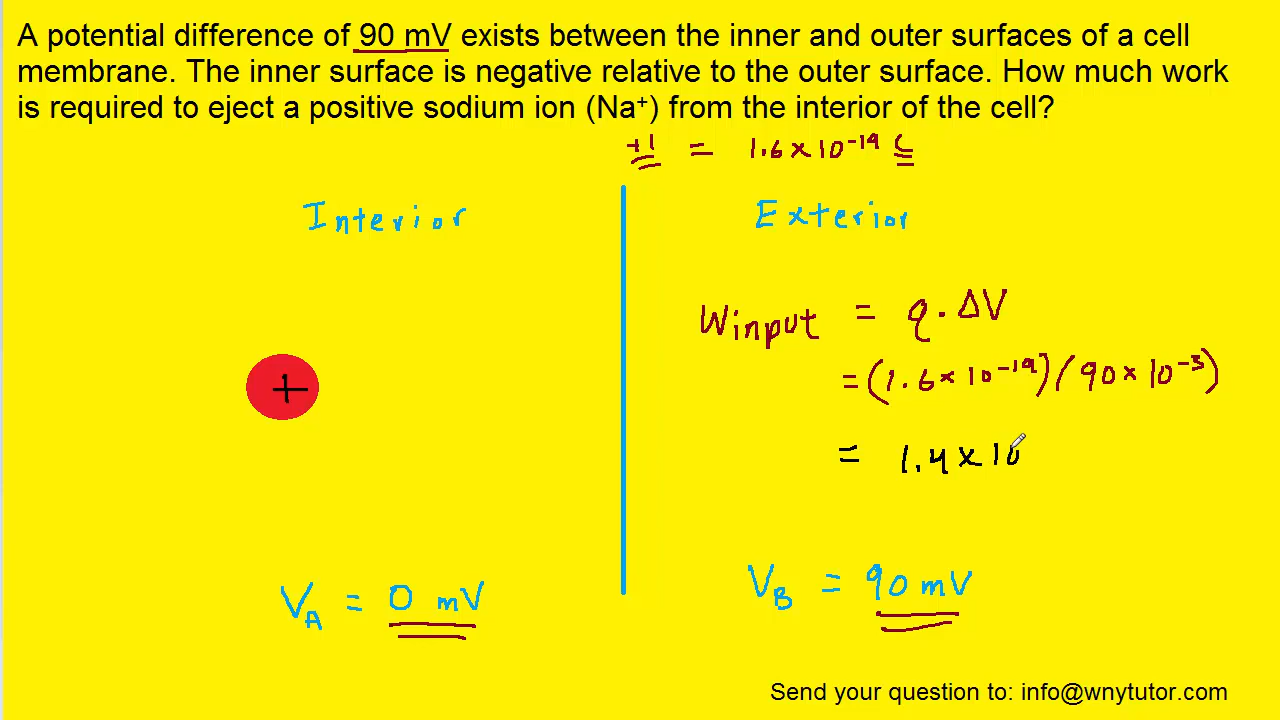 A potential difference of 90 mV exists between the inner and outer surfaces of a cell
membrane. The inner surface is negative relative to the outer surface. How much work
is required to eject a positive sodium ion (Na⁺) from the interior of the cell?
+1 = 1.6 x 10⁻¹⁹ C
Interior
Exterior
Winput = q · ΔV
= (1.6 x 10⁻¹⁹) (90 x 10⁻³)
+
= 1.4 x 10
V_A = 0 mV
V_B = 90 mV
Send your question to: info@wnytutor.com